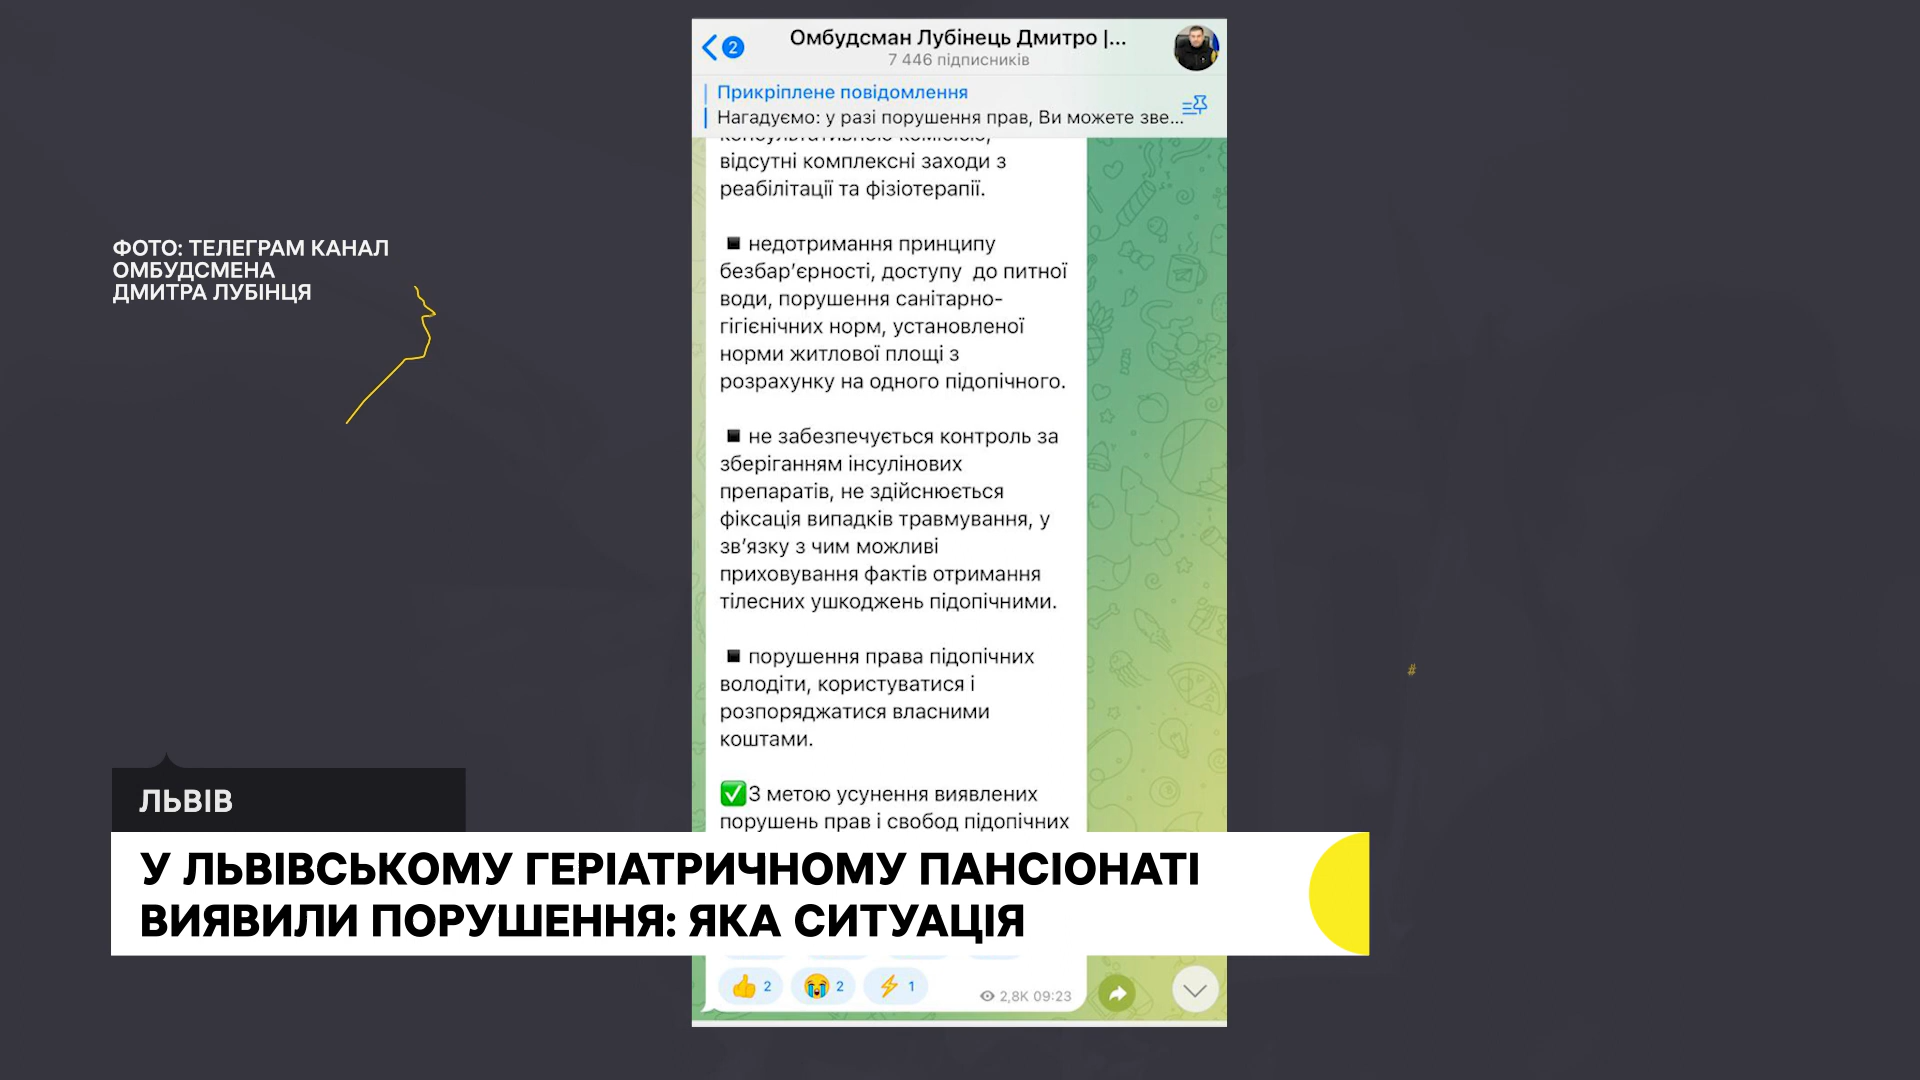 Омбудсман Лубінець Дмитро |...
7 446 підписників
2
Прикріплене повідомлення
Нагадуємо: у разі порушення прав, Ви можете зве...
відсутні комплексні заходи з
реабілітації та фізіотерапії.
недотримання принципу
безбар’єрності, доступу до питної
води, порушення санітарно-
гігієнічних норм, установленої
норми житлової площі з
розрахунку на одного підопічного.
не забезпечується контроль за
зберіганням інсулінових
препаратів, не здійснюється
фіксація випадків травмування, у
зв’язку з чим можливі
приховування фактів отримання
тілесних ушкоджень підопічними.
порушення права підопічних
володіти, користуватися і
розпоряджатися власними
коштами.
✅З метою усунення виявлених
порушень прав і свобод підопічних
👍 2 😭 2 ⚡ 1
2,8K 09:23
ФОТО: ТЕЛЕГРАМ КАНАЛ
ОМБУДСМЕНА
ДМИТРА ЛУБІНЦЯ
#
ЛЬВІВ
У ЛЬВІВСЬКОМУ ГЕРІАТРИЧНОМУ ПАНСІОНАТІ
ВИЯВИЛИ ПОРУШЕННЯ: ЯКА СИТУАЦІЯ